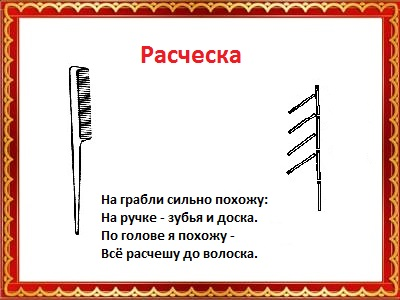 Расческа
На грабли сильно похожу:
На ручке - зубья и доска.
По голове я похожу -
Всё расчешу до волоска.